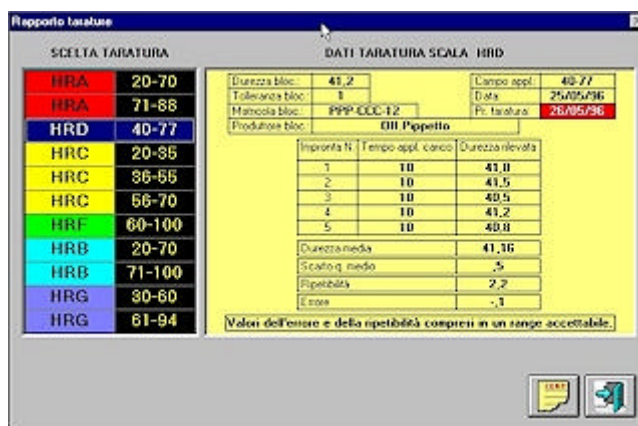 Rapporto tarature
SCELTA TARATURA
DATI TARATURA SCALA HRD
HRA 20-70
HRA 71-88
HRD 40-77
HRC 20-35
HRC 36-55
HRC 56-70
HRF 60-100
HRB 20-70
HRB 71-100
HRG 30-60
HRG 61-94
Durezza bloc.: 41,2
Campo appl.: 40-77
Tolleranza bloc.: 1
Data: 25/05/96
Matricola bloc.: PPP-CCC-12
Pr. taratura: 26/05/96
Produttore bloc.: Pippetto
Impronta N. Tempo appl. carico Durezza rilevata
1 10 41,8
2 10 41,5
3 10 40,5
4 10 41,2
5 10 40,8
Durezza media 41,16
Scarto q. medio ,5
Ripetibilità 2,2
Errore -,1
Valori dell'errore e della ripetibilità compresi in un range accettabile.